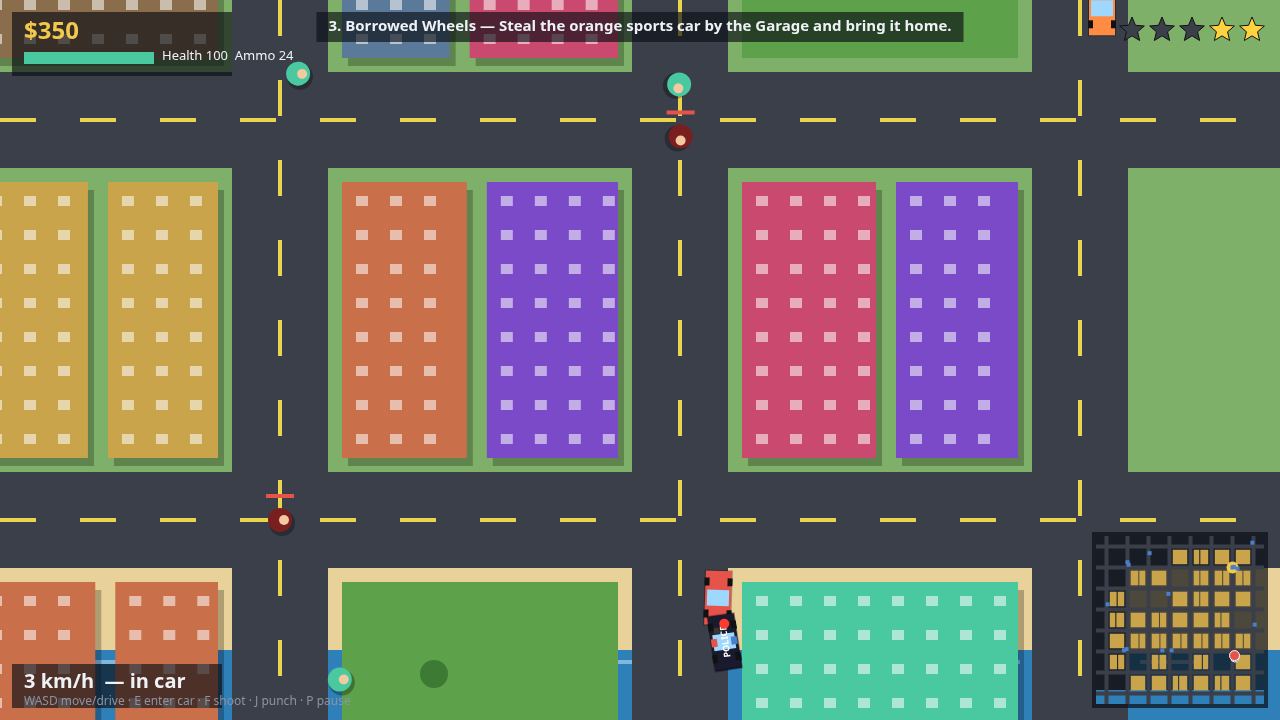 $350
3. Borrowed Wheels — Steal the orange sports car by the Garage and bring it home.
Health 100 Ammo 24
POLICE
3 km/h — in car
WASD move/drive · E enter car · F shoot · J punch · P pause